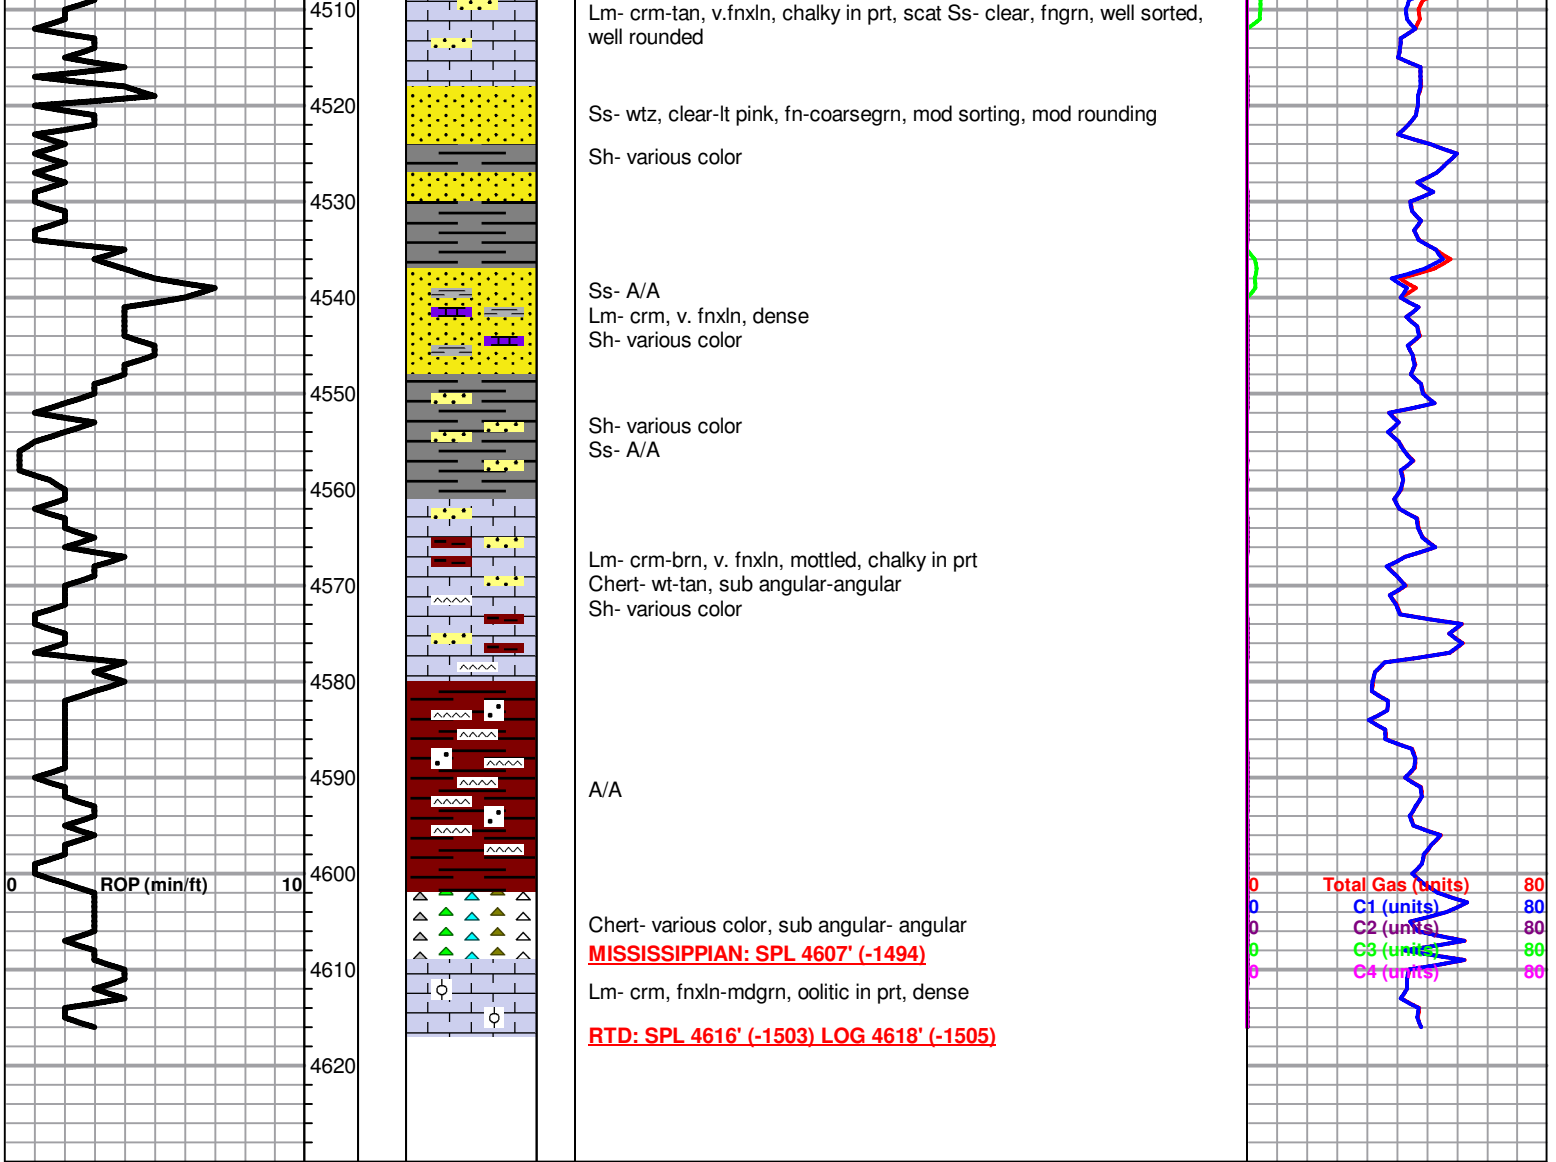 4510
4520
4530
4540
4550
4560
4570
4580
4590
4600
4610
4620
0 ROP (min/ft) 10
Lm- crm-tan, v.fnxln, chalky in prt, scat Ss- clear, fngrn, well sorted,
well rounded
Ss- wtz, clear-lt pink, fn-coarsegrn, mod sorting, mod rounding
Sh- various color
Ss- A/A
Lm- crm, v. fnxln, dense
Sh- various color
Sh- various color
Ss- A/A
Lm- crm-brn, v. fnxln, mottled, chalky in prt
Chert- wt-tan, sub angular-angular
Sh- various color
A/A
Chert- various color, sub angular- angular
MISSISSIPPIAN: SPL 4607' (-1494)
Lm- crm, fnxln-mdgrn, oolitic in prt, dense
RTD: SPL 4616' (-1503) LOG 4618' (-1505)
0 Total Gas (units) 80
0 C1 (units) 80
0 C2 (units) 80
0 C3 (units) 80
0 C4 (units) 80